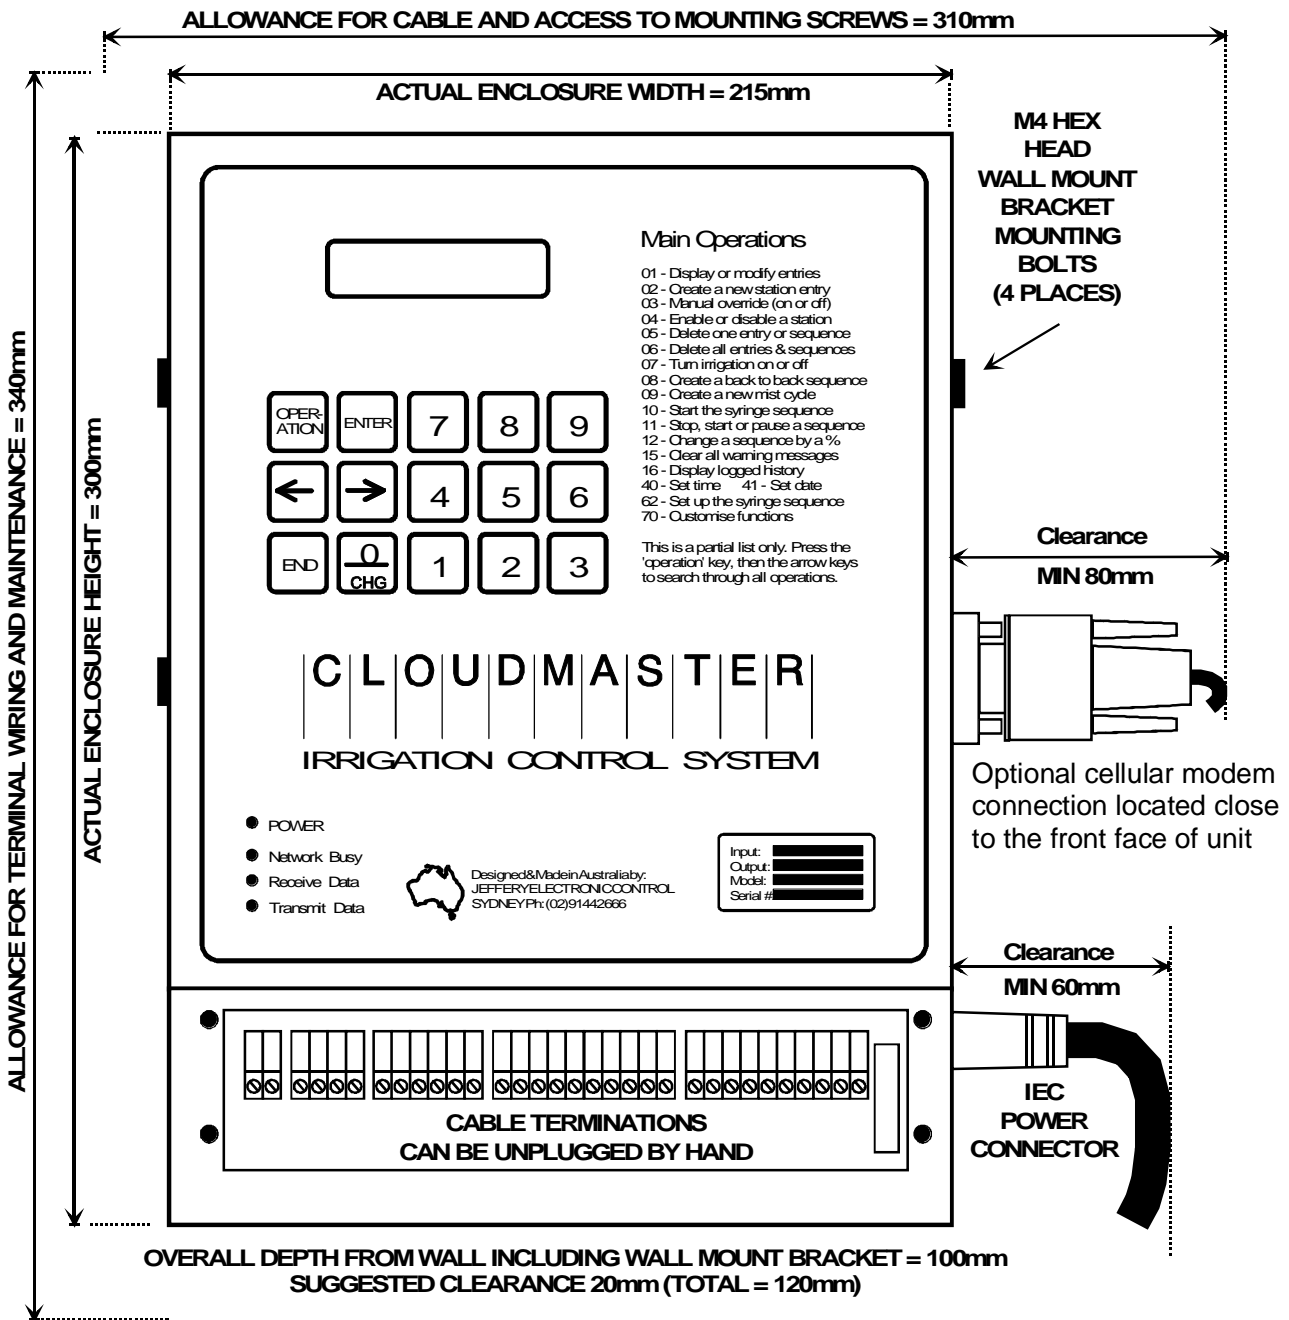 ALLOWANCE FOR CABLE AND ACCESS TO MOUNTING SCREWS = 310mm
ACTUAL ENCLOSURE WIDTH = 215mm
ALLOWANCE FOR TERMINAL WIRING AND MAINTENANCE = 340mm
ACTUAL ENCLOSURE HEIGHT = 300mm
M4 HEX
HEAD
WALL MOUNT
BRACKET
MOUNTING
BOLTS
(4 PLACES)
Main Operations
01 - Display or modify entries
02 - Create a new station entry
03 - Manual override (on or off)
04 - Enable or disable a station
05 - Delete one entry or sequence
06 - Delete all entries & sequences
07 - Turn irrigation on or off
08 - Create a back to back sequence
09 - Create a new mist cycle
10 - Start the syringe sequence
11 - Stop, start or pause a sequence
12 - Change a sequence by a %
15 - Clear all warning messages
16 - Display logged history
40 - Set time 41 - Set date
62 - Set up the syringe sequence
70 - Customise functions
This is a partial list only. Press the
'operation' key, then the arrow keys
to search through all operations.
OPER-
ATION
ENTER
7 8 9
← → 4 5 6
END
0
CHG
1 2 3
Clearance
MIN 80mm
CLOUDMASTER
IRRIGATION CONTROL SYSTEM
Optional cellular modem
connection located close
to the front face of unit
POWER
Network Busy
Receive Data
Transmit Data
Designed & Made in Australia by:
JEFFERY ELECTRONIC CONTROL
SYDNEY Ph: (02) 91442666
Input:
Output:
Model:
Serial #
Clearance
MIN 60mm
IEC
POWER
CONNECTOR
CABLE TERMINATIONS
CAN BE UNPLUGGED BY HAND
OVERALL DEPTH FROM WALL INCLUDING WALL MOUNT BRACKET = 100mm
SUGGESTED CLEARANCE 20mm (TOTAL = 120mm)